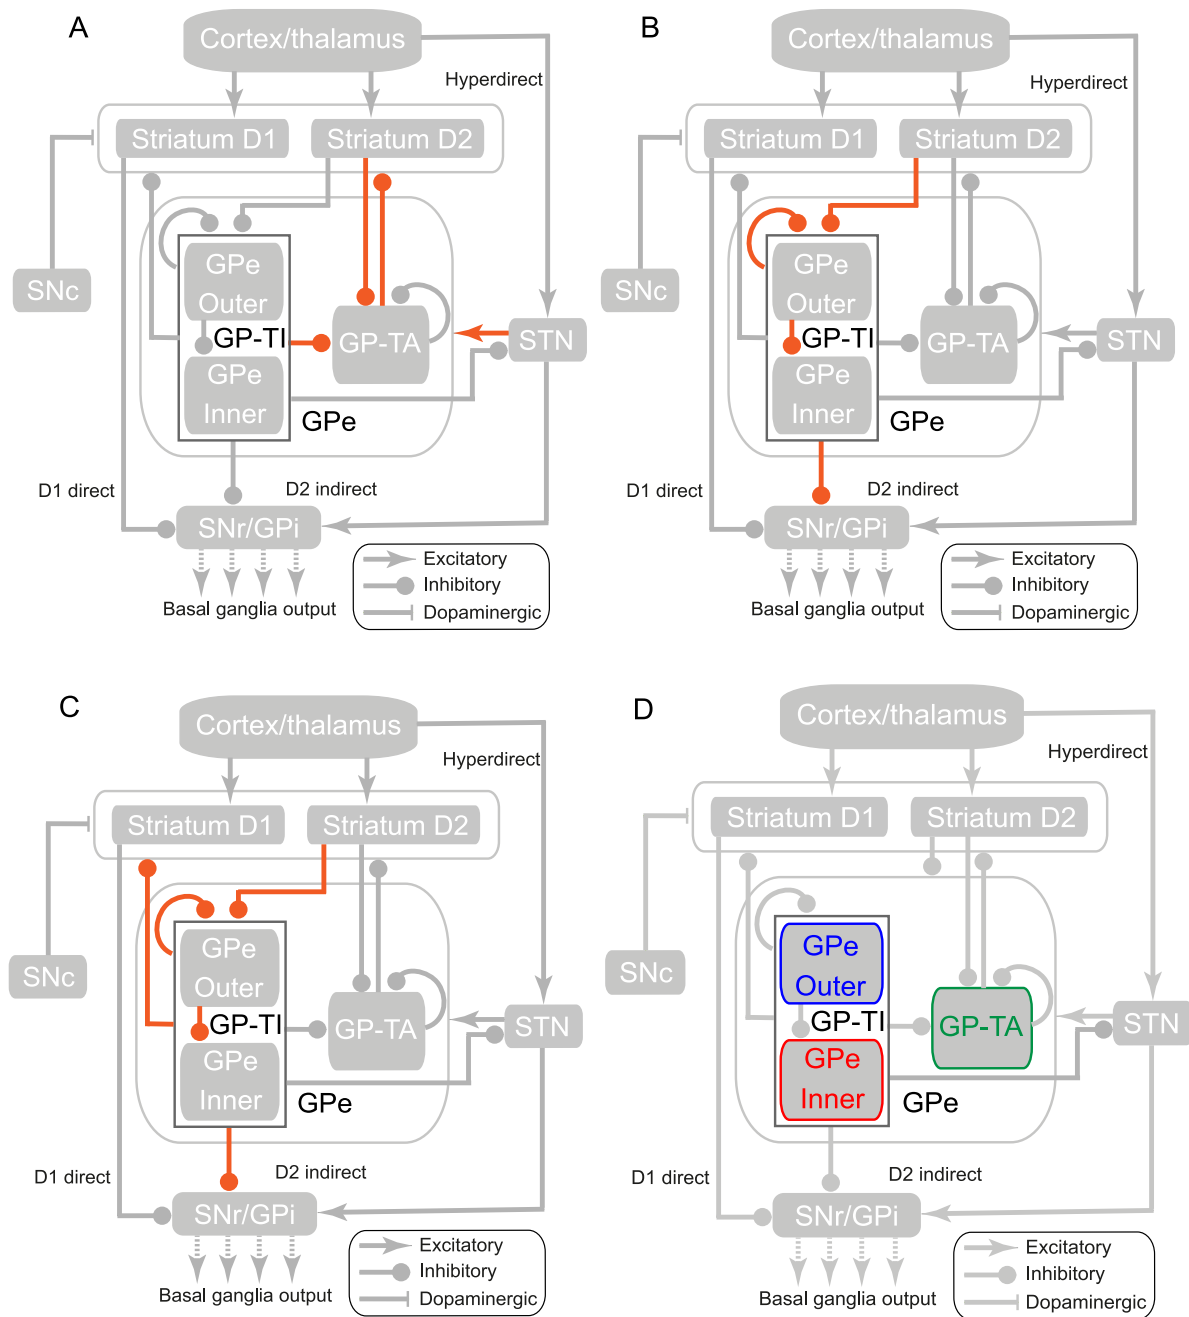 A
Cortex/thalamus
Hyperdirect
Striatum D1
Striatum D2
SNc
GPe
Outer
GP-TI
GP-TA
STN
GPe
Inner
GPe
D1 direct
D2 indirect
SNr/GPi
Basal ganglia output
Excitatory
Inhibitory
Dopaminergic
B
Cortex/thalamus
Hyperdirect
Striatum D1
Striatum D2
SNc
GPe
Outer
GP-TI
GP-TA
STN
GPe
Inner
GPe
D1 direct
D2 indirect
SNr/GPi
Basal ganglia output
Excitatory
Inhibitory
Dopaminergic
C
Cortex/thalamus
Hyperdirect
Striatum D1
Striatum D2
SNc
GPe
Outer
GP-TI
GP-TA
STN
GPe
Inner
GPe
D1 direct
D2 indirect
SNr/GPi
Basal ganglia output
Excitatory
Inhibitory
Dopaminergic
D
Cortex/thalamus
Hyperdirect
Striatum D1
Striatum D2
SNc
GPe
Outer
GP-TI
GP-TA
STN
GPe
Inner
GPe
D1 direct
D2 indirect
SNr/GPi
Basal ganglia output
Excitatory
Inhibitory
Dopaminergic